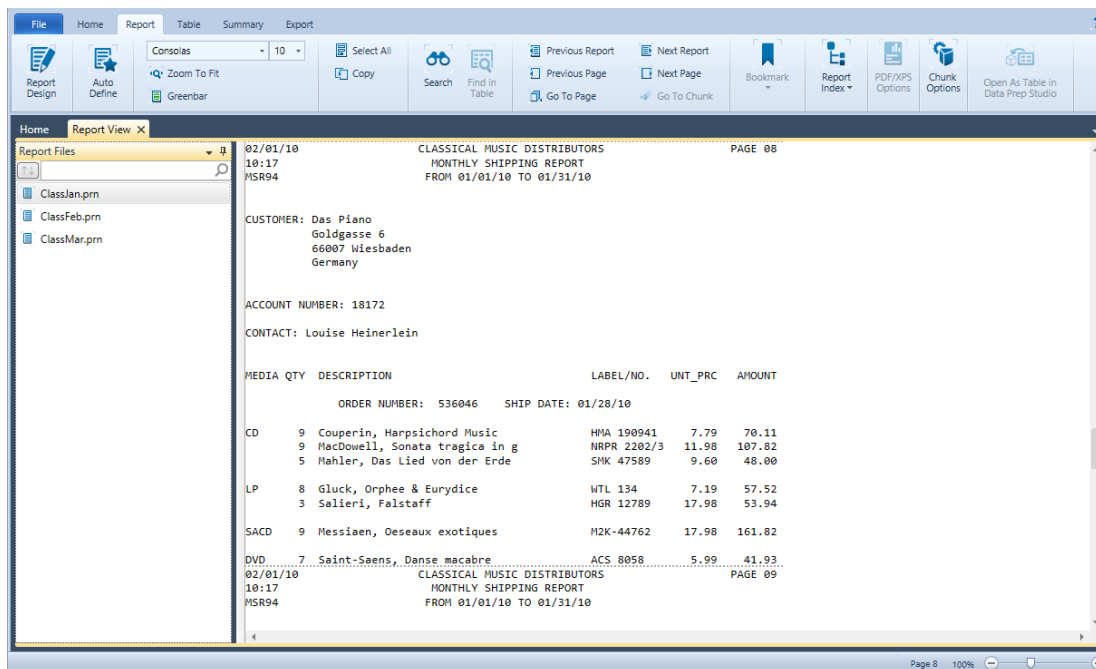 File Home Report Table Summary Export
Report Design
Auto Define
Consolas 10
Zoom To Fit
Greenbar
Select All
Copy
Search
Find in Table
Previous Report
Previous Page
Go To Page
Next Report
Next Page
Go To Chunk
Bookmark
Report Index
PDF/XPS Options
Chunk Options
Open As Table in Data Prep Studio
Home Report View
Report Files
ClassJan.prn
ClassFeb.prn
ClassMar.prn
02/01/10 CLASSICAL MUSIC DISTRIBUTORS PAGE 08
10:17 MONTHLY SHIPPING REPORT
MSR94 FROM 01/01/10 TO 01/31/10
CUSTOMER: Das Piano
Goldgasse 6
66007 Wiesbaden
Germany
ACCOUNT NUMBER: 18172
CONTACT: Louise Heinerlein
MEDIA QTY DESCRIPTION LABEL/NO. UNT_PRC AMOUNT
ORDER NUMBER: 536046 SHIP DATE: 01/28/10
CD 9 Couperin, Harpsichord Music HMA 190941 7.79 70.11
9 MacDowell, Sonata tragica in g NRPR 2202/3 11.98 107.82
5 Mahler, Das Lied von der Erde SMK 47589 9.60 48.00
LP 8 Gluck, Orphee & Eurydice WTL 134 7.19 57.52
3 Salieri, Falstaff HGR 12789 17.98 53.94
SACD 9 Messiaen, Oeseaux exotiques M2K-44762 17.98 161.82
DVD 7 Saint-Saens, Danse macabre ACS 8058 5.99 41.93
02/01/10 CLASSICAL MUSIC DISTRIBUTORS PAGE 09
10:17 MONTHLY SHIPPING REPORT
MSR94 FROM 01/01/10 TO 01/31/10
Page 8 100%